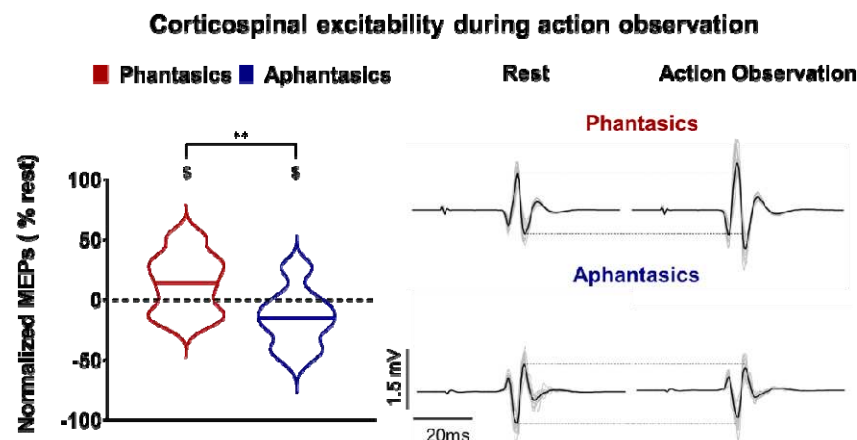 Corticospinal excitability during action observation
Phantasics Aphantasics
Rest Action Observation
Phantasics
**
$ $
100
50
0
-50
-100
Normalized MEPs ( % rest)
Aphantasics
1.5 mV
20ms